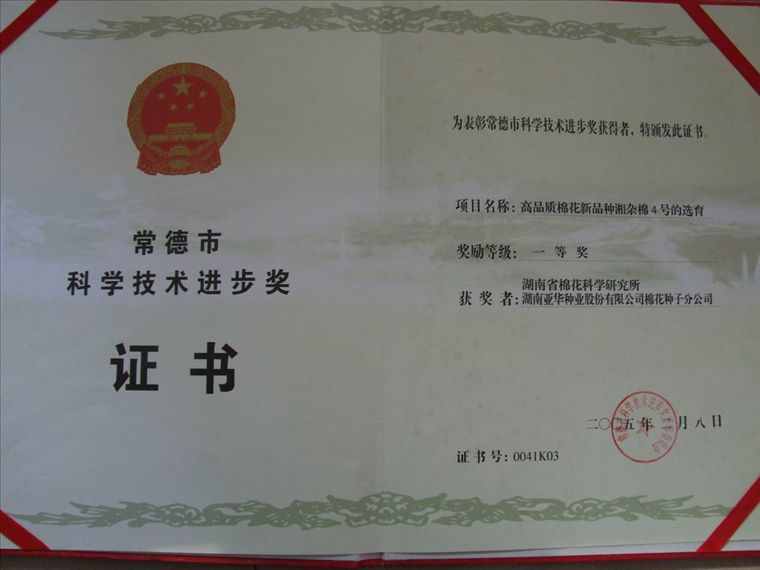 常德市
科学技术进步奖
证书
为表彰常德市科学技术进步奖获得者，特颁发此证书。
项目名称：高品质棉花新品种湘杂棉4号的选育
奖励等级：一等奖
湖南省棉花科学研究所
获奖者：湖南亚华种业股份有限公司棉花种子分公司
二〇〇五年 月八日
证书号：0041K03